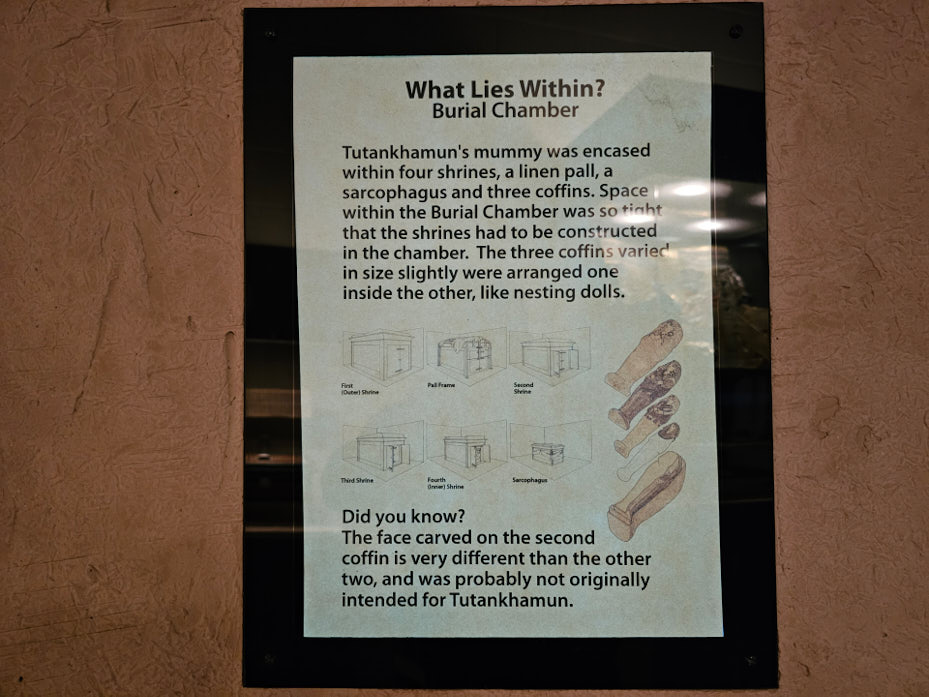 What Lies Within?
Burial Chamber
Tutankhamun's mummy was encased
within four shrines, a linen pall, a
sarcophagus and three coffins. Space
within the Burial Chamber was so tight
that the shrines had to be constructed
in the chamber.  The three coffins varied
in size slightly were arranged one
inside the other, like nesting dolls.
First
(Outer) Shrine
Pall Frame
Second
Shrine
Third Shrine
Fourth
(Inner) Shrine
Sarcophagus
Did you know?
The face carved on the second
coffin is very different than the other
two, and was probably not originally
intended for Tutankhamun.